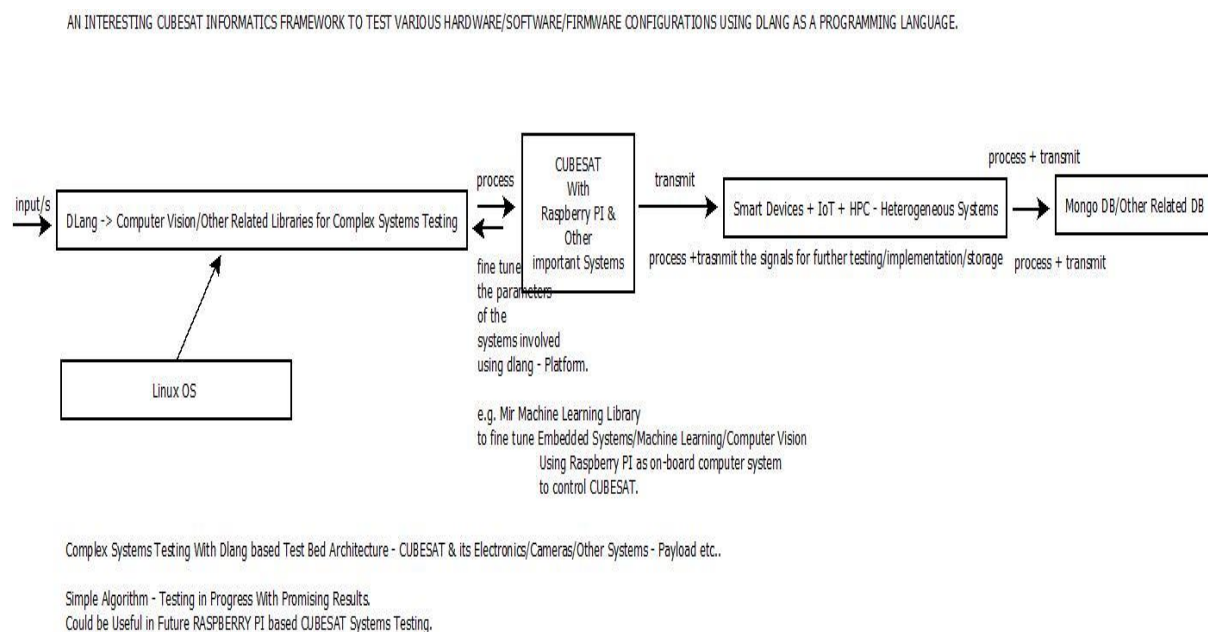 AN INTERESTING CUBESAT INFORMATICS FRAMEWORK TO TEST VARIOUS HARDWARE/SOFTWARE/FIRMWARE CONFIGURATIONS USING DLANG AS A PROGRAMMING LANGUAGE.
input/s
DLang -> Computer Vision/Other Related Libraries for Complex Systems Testing
process
CUBESAT
With
Raspberry PI &
Other
important Systems
transmit
Smart Devices + IoT + HPC - Heterogeneous Systems
process + transmit
Mongo DB/Other Related DB
process +trasnmit the signals for further testing/implementation/storage
process + transmit
fine tune
the parameters
of the
systems involved
using dlang - Platform.
Linux OS
e.g. Mir Machine Learning Library
to fine tune Embedded Systems/Machine Learning/Computer Vision
Using Raspberry PI as on-board computer system
to control CUBESAT.
Complex Systems Testing With Dlang based Test Bed Architecture - CUBESAT & its Electronics/Cameras/Other Systems - Payload etc..
Simple Algorithm - Testing in Progress With Promising Results.
Could be Useful in Future RASPBERRY PI based CUBESAT Systems Testing.